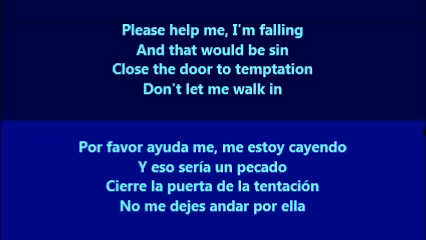 Please help me, I'm falling
And that would be sin
Close the door to temptation
Don't let me walk in
Por favor ayuda me, me estoy cayendo
Y eso sería un pecado
Cierre la puerta de la tentación
No me dejes andar por ella